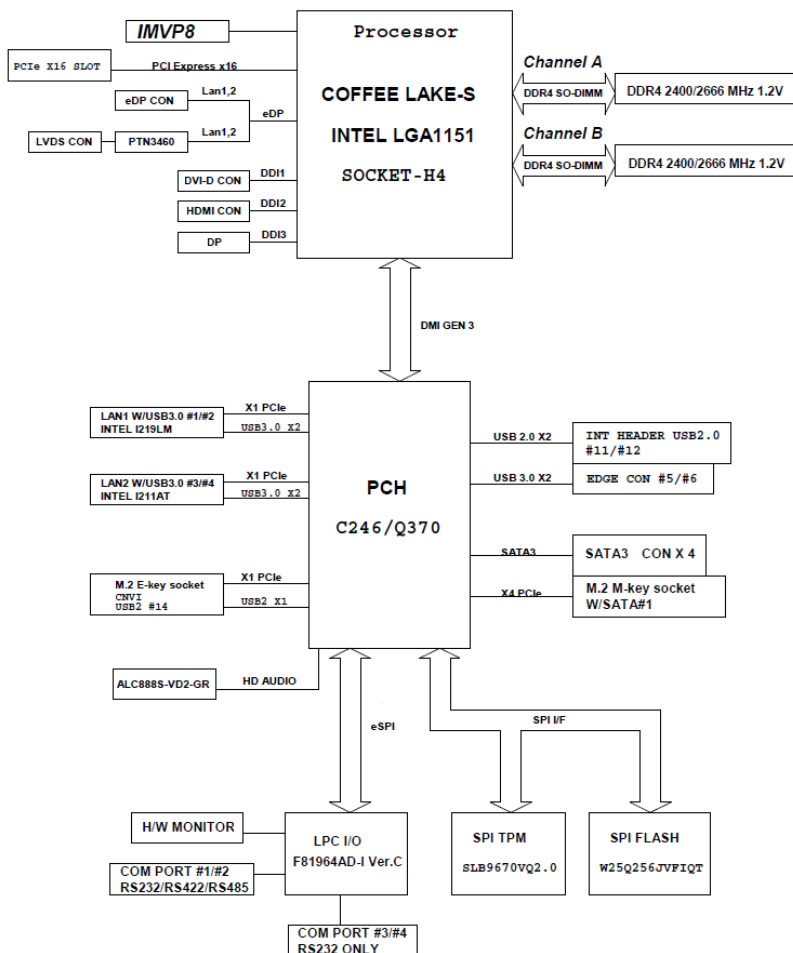 IMVP8
Processor
PCIe X16 SLOT
PCI Express x16
COFFEE LAKE-S
INTEL LGA1151
SOCKET-H4
eDP CON
Lan1,2
eDP
LVDS CON
PTN3460
Lan1,2
DVI-D CON
DDI1
HDMI CON
DDI2
DP
DDI3
Channel A
DDR4 SO-DIMM
DDR4 2400/2666 MHz 1.2V
Channel B
DDR4 SO-DIMM
DDR4 2400/2666 MHz 1.2V
DMI GEN 3
LAN1 W/USB3.0 #1/#2
INTEL I219LM
X1 PCIe
USB3.0 X2
LAN2 W/USB3.0 #3/#4
INTEL I211AT
X1 PCIe
USB3.0 X2
PCH
C246/Q370
M.2 E-key socket
CNVI
USB2 #14
X1 PCIe
USB2 X1
ALC888S-VD2-GR
HD AUDIO
USB 2.0 X2
INT HEADER USB2.0
#11/#12
USB 3.0 X2
EDGE CON #5/#6
SATA3
SATA3 CON X 4
X4 PCIe
M.2 M-key socket
W/SATA#1
eSPI
SPI I/F
H/W MONITOR
COM PORT #1/#2
RS232/RS422/RS485
LPC I/O
F81964AD-I Ver.C
COM PORT #3/#4
RS232 ONLY
SPI TPM
SLB9670VQ2.0
SPI FLASH
W25Q256JVFIQT